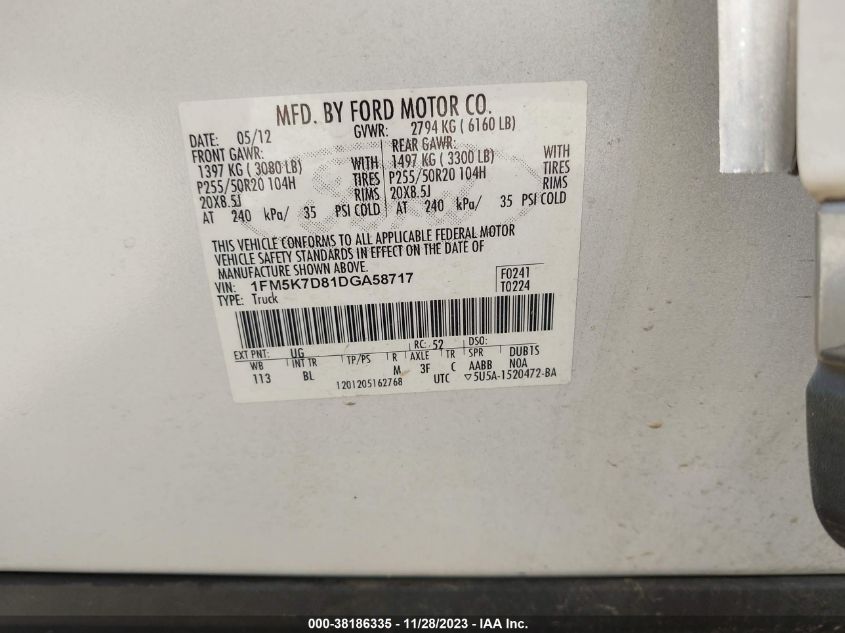 MFD. BY FORD MOTOR CO.
DATE: 05/12 GVWR: 2794 KG ( 6160 LB)
FRONT GAWR: REAR GAWR:
1397 KG ( 3080 LB) WITH 1497 KG ( 3300 LB) WITH
P255/50R20 104H TIRES P255/50R20 104H TIRES
20X8.5J RIMS 20X8.5J RIMS
AT 240 kPa/ 35 PSI COLD AT 240 kPa/ 35 PSI COLD
THIS VEHICLE CONFORMS TO ALL APPLICABLE FEDERAL MOTOR
VEHICLE SAFETY STANDARDS IN EFFECT ON THE DATE OF
MANUFACTURE SHOWN ABOVE.
VIN: 1FM5K7D81DGA58717 F0241
TYPE: Truck T0224
EXT PNT: UG RC: 52 DSO:
WB INT TR TP/PS R AXLE TR SPR DUBTS
113 BL M 3F C AABB NOA
1201205162768 UTC ▽5U5A-1520472-BA
000-38186335 - 11/28/2023 - IAA Inc.